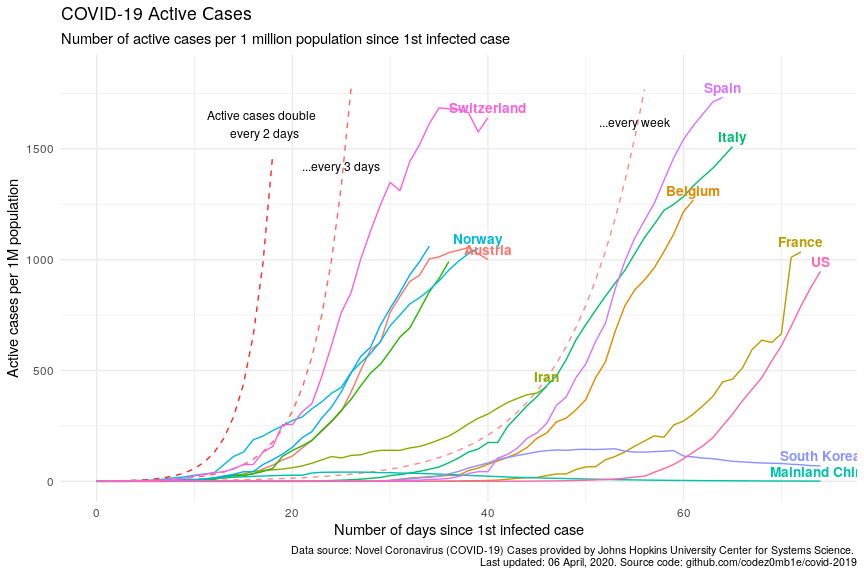 COVID-19 Active Cases
Number of active cases per 1 million population since 1st infected case
Active cases per 1M population
1500
1000
500
0
Active cases double
every 2 days
...every 3 days
...every week
Switzerland
Spain
Italy
Belgium
Norway
Austria
France
US
Iran
South Korea
Mainland Chin
0
20
40
60
Number of days since 1st infected case
Data source: Novel Coronavirus (COVID-19) Cases provided by Johns Hopkins University Center for Systems Science.
Last updated: 06 April, 2020. Source code: github.com/codez0mb1e/covid-2019